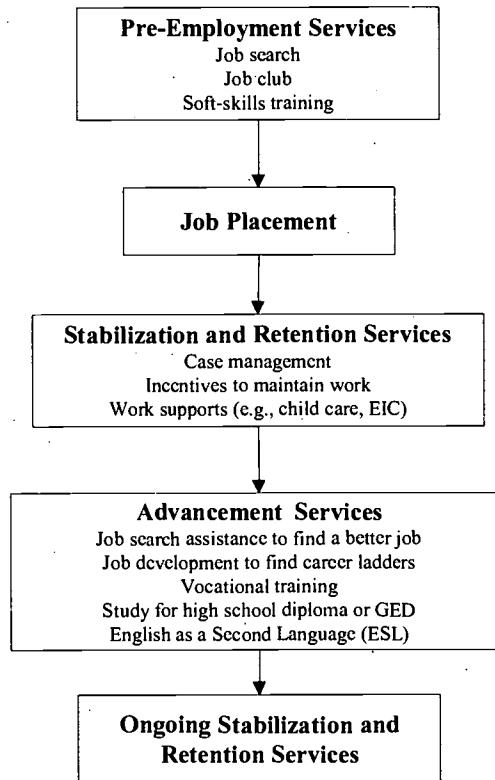 Pre-Employment Services
Job search
Job club
Soft-skills training
Job Placement
Stabilization and Retention Services
Case management
Incentives to maintain work
Work supports (e.g., child care, EIC)
Advancement Services
Job search assistance to find a better job
Job development to find career ladders
Vocational training
Study for high school diploma or GED
English as a Second Language (ESL)
Ongoing Stabilization and
Retention Services